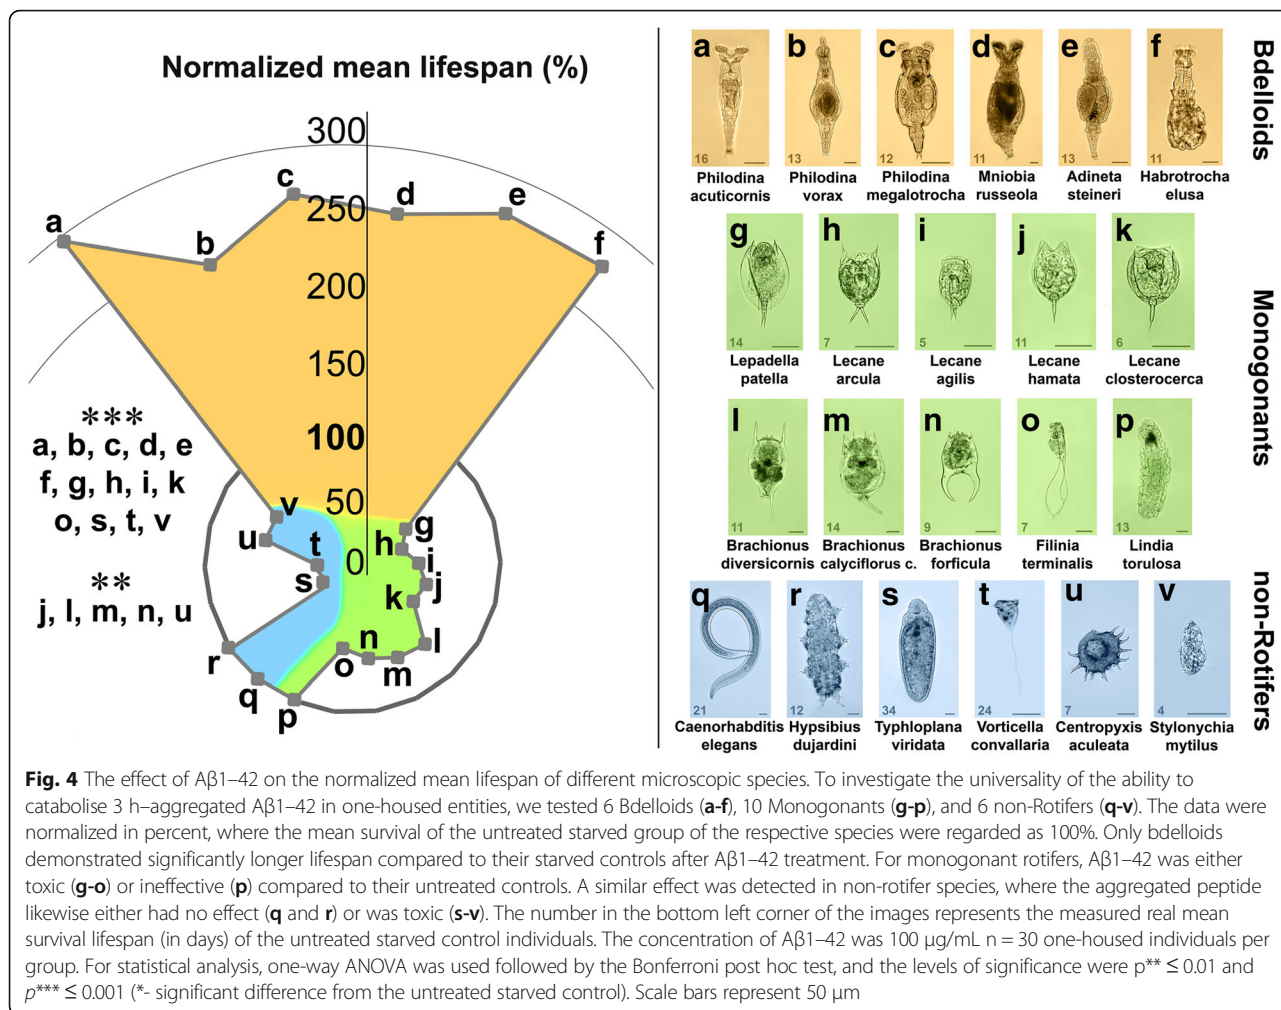 Normalized mean lifespan (%)
300
250
200
150
100
50
0
a
b
c
d
e
f
g
h
i
j
k
l
m
n
o
p
q
r
s
t
u
v
***
a, b, c, d, e
f, g, h, i, k
o, s, t, v
**
j, l, m, n, u
Bdelloids
a b c d e f
16 13 12 11 13 11
Philodina Philodina Philodina Mniobia Adineta Habrotrocha
acuticornis vorax megalotrocha russeola steineri elusa
Monogonants
g h i j k
14 7 5 11 6
Lepadella Lecane Lecane Lecane Lecane
patella arcula agilis hamata closterocerca
l m n o p
11 14 9 7 13
Brachionus Brachionus Brachionus Filinia Lindia
diversicornis calyciflorus c. forficula terminalis torulosa
non-Rotifers
q r s t u v
21 12 34 24 7 4
Caenorhabditis Hypsibius Typhloplana Vorticella Centropyxis Stylonychia
elegans dujardini viridata convallaria aculeata mytilus
Fig. 4 The effect of Aβ1–42 on the normalized mean lifespan of different microscopic species. To investigate the universality of the ability to
catabolise 3 h–aggregated Aβ1–42 in one-housed entities, we tested 6 Bdelloids (a-f), 10 Monogonants (g-p), and 6 non-Rotifers (q-v). The data were
normalized in percent, where the mean survival of the untreated starved group of the respective species were regarded as 100%. Only bdelloids
demonstrated significantly longer lifespan compared to their starved controls after Aβ1–42 treatment. For monogonant rotifers, Aβ1–42 was either
toxic (g-o) or ineffective (p) compared to their untreated controls. A similar effect was detected in non-rotifer species, where the aggregated peptide
likewise either had no effect (q and r) or was toxic (s-v). The number in the bottom left corner of the images represents the measured real mean
survival lifespan (in days) of the untreated starved control individuals. The concentration of Aβ1–42 was 100 μg/mL n = 30 one-housed individuals per
group. For statistical analysis, one-way ANOVA was used followed by the Bonferroni post hoc test, and the levels of significance were p** ≤ 0.01 and
p*** ≤ 0.001 (*- significant difference from the untreated starved control). Scale bars represent 50 μm